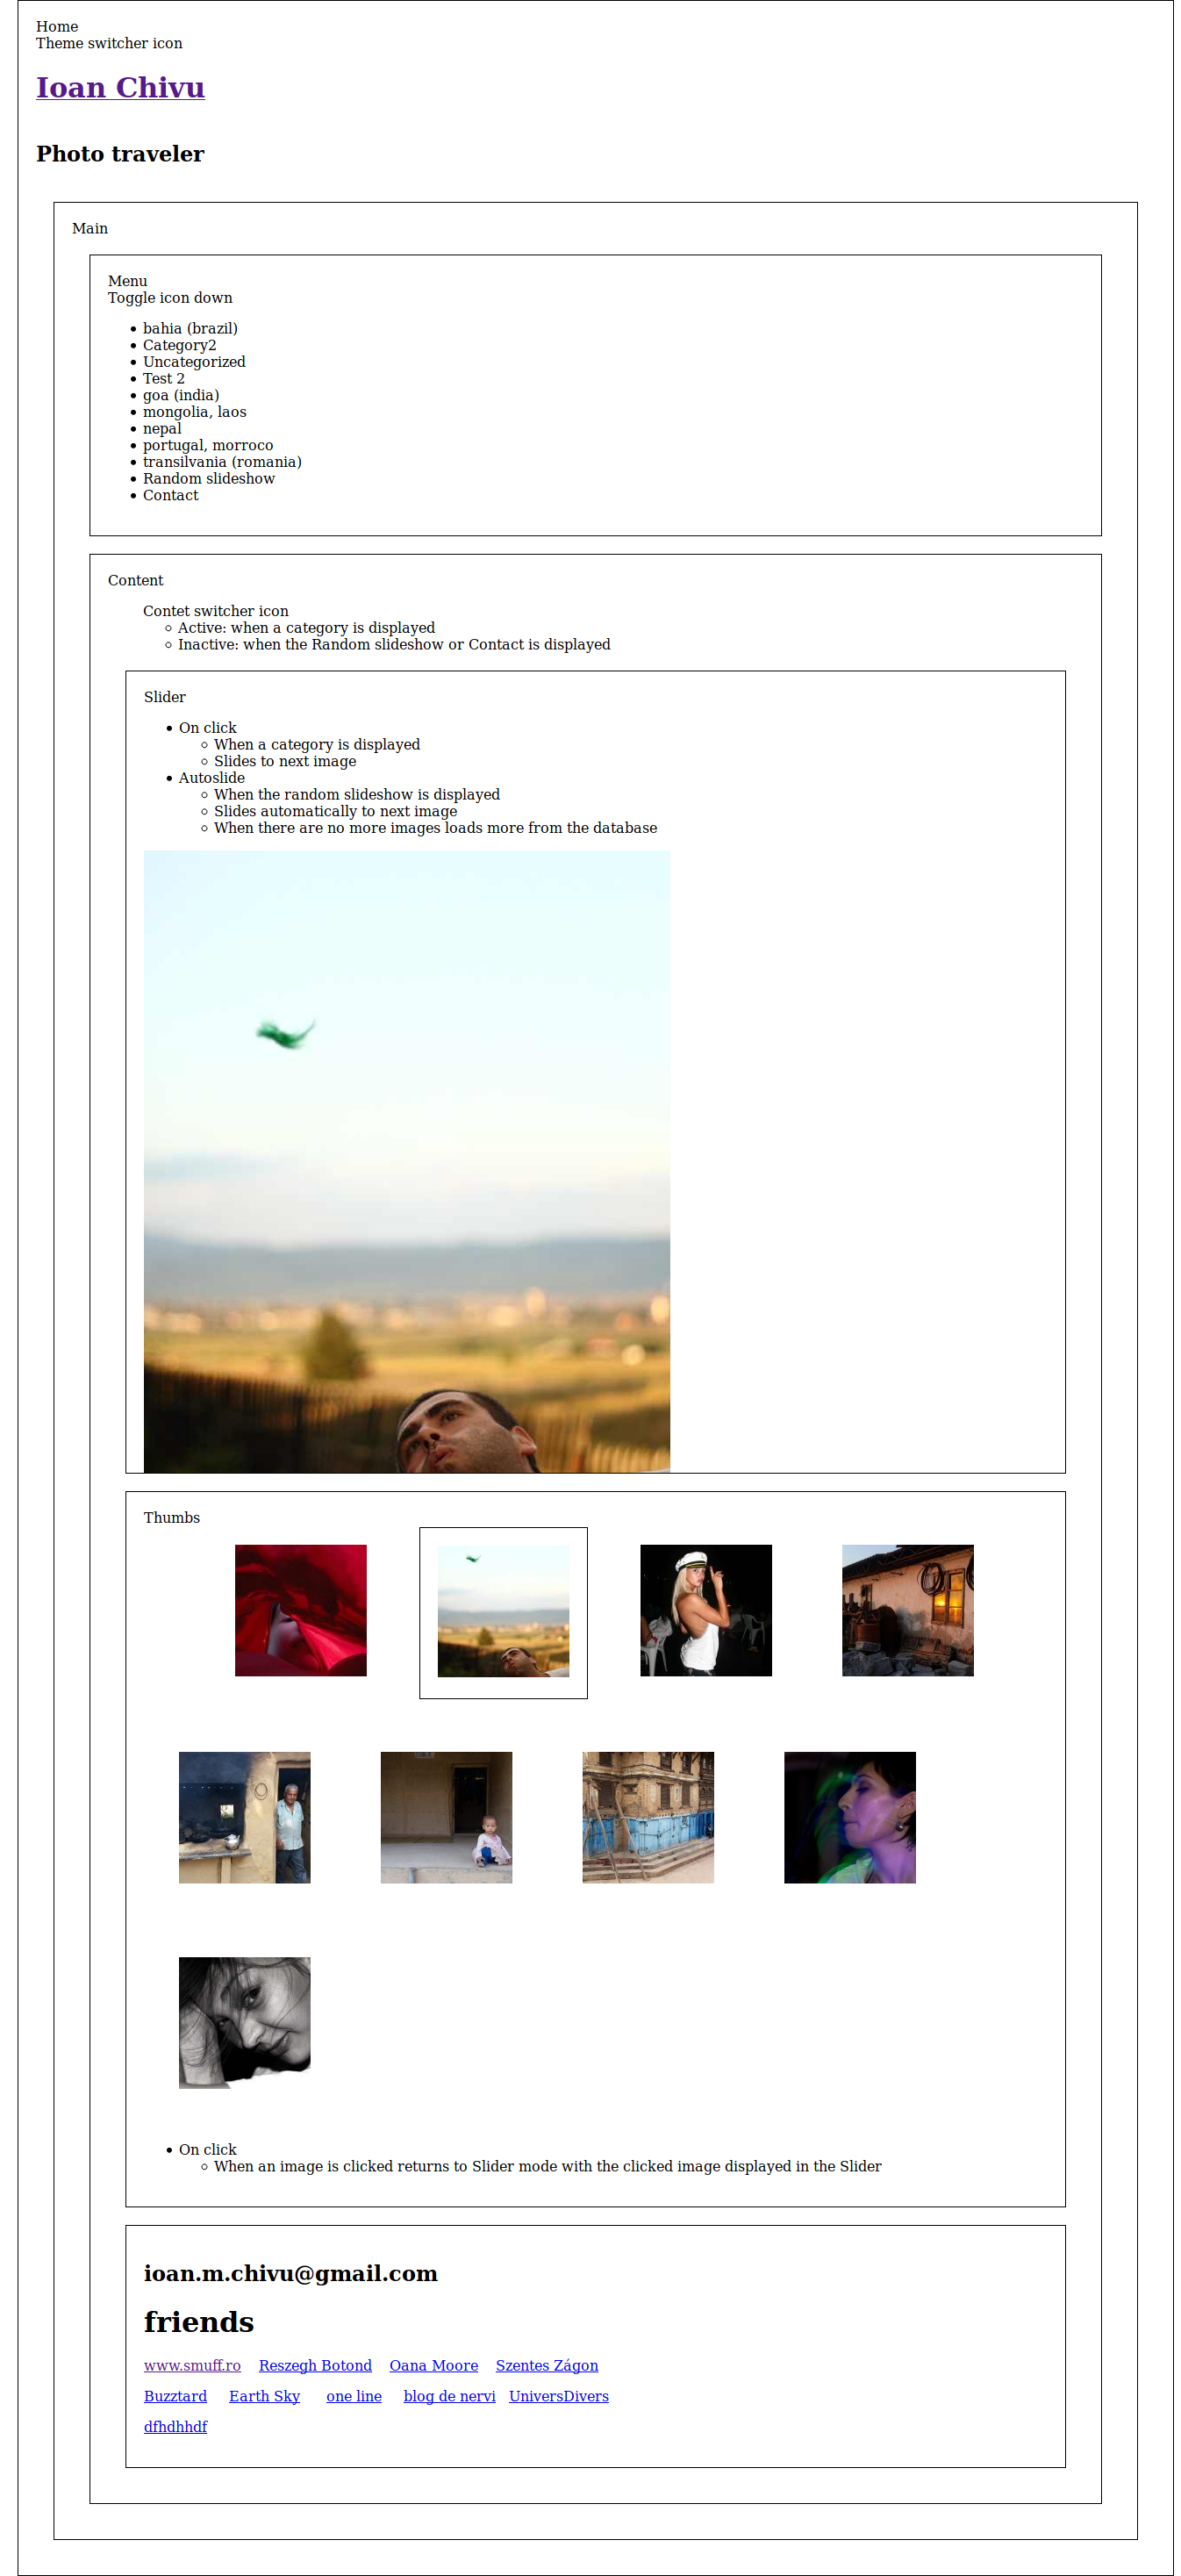 Home
Theme switcher icon
Ioan Chivu
Photo traveler
Main
Menu
Toggle icon down
bahia (brazil)
Category2
Uncategorized
Test 2
goa (india)
mongolia, laos
nepal
portugal, morroco
transilvania (romania)
Random slideshow
Contact
Content
Contet switcher icon
Active: when a category is displayed
Inactive: when the Random slideshow or Contact is displayed
Slider
On click
When a category is displayed
Slides to next image
Autoslide
When the random slideshow is displayed
Slides automatically to next image
When there are no more images loads more from the database
Thumbs
On click
When an image is clicked returns to Slider mode with the clicked image displayed in the Slider
ioan.m.chivu@gmail.com
friends
www.smuff.ro Reszegh Botond Oana Moore Szentes Zágon
Buzztard Earth Sky one line blog de nervi UniversDivers
dfhdhhdf